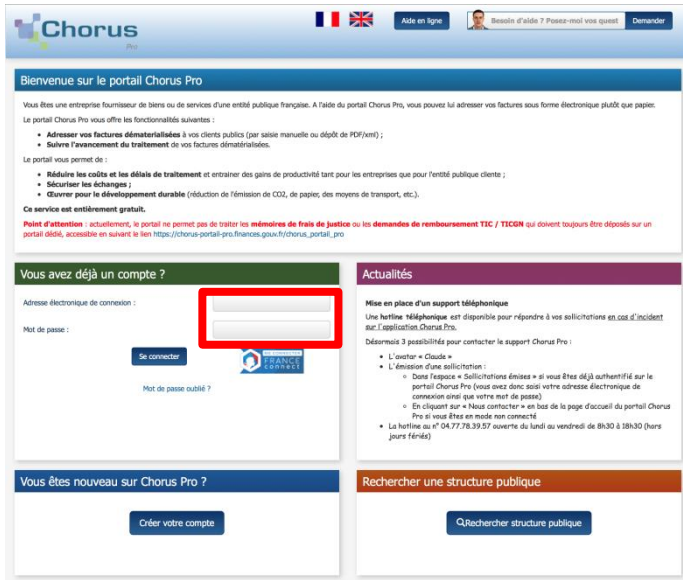 Chorus
Pro
Aide en ligne
Besoin d'aide ? Posez-moi vos quest
Demander
Bienvenue sur le portail Chorus Pro
Vous êtes une entreprise fournisseur de biens ou de services d'une entité publique française. A l'aide du portail Chorus Pro, vous pouvez lui adresser vos factures sous forme électronique plutôt que papier.
Le portail Chorus Pro vous offre les fonctionnalités suivantes :
• Adresser vos factures dématerialisées à vos clients publics (par saisie manuelle ou dépôt de PDF/xml) ;
• Suivre l'avancement du traitement de vos factures dématérialisées.
Le portail vous permet de :
• Réduire les coûts et les délais de traitement et entrainer des gains de productivité tant pour les entreprises que pour l'entité publique cliente ;
• Sécuriser les échanges ;
• Œuvrer pour le développement durable (réduction de l'émission de CO2, de papier, des moyens de transport, etc.).
Ce service est entièrement gratuit.
Point d'attention : actuellement, le portail ne permet pas de traiter les mémoires de frais de justice ou les demandes de remboursement TIC / TICGN qui doivent toujours être déposés sur un
portail dédié, accessible en suivant le lien https://chorus-portail-pro.finances.gouv.fr/chorus_portail_pro
Vous avez déjà un compte ?
Adresse électronique de connexion :
Mot de passe :
Se connecter
SE CONNECTER
FRANCE
connect
Mot de passe oublié ?
Actualités
Mise en place d'un support téléphonique
Une hotline téléphonique est disponible pour répondre à vos sollicitations en cas d'incident
sur l'application Chorus Pro.
Désormais 3 possibilités pour contacter le support Chorus Pro :
• L'avatar « Claude »
• L'émission d'une sollicitation :
o Dans l'espace « Sollicitations émises » si vous êtes déjà authentifié sur le
portail Chorus Pro (vous avez donc saisi votre adresse électronique de
connexion ainsi que votre mot de passe)
o En cliquant sur « Nous contacter » en bas de la page d'accueil du portail Chorus
Pro si vous êtes en mode non connecté
• La hotline au n° 04.77.78.39.57 ouverte du lundi au vendredi de 8h30 à 18h30 (hors
jours fériés)
Vous êtes nouveau sur Chorus Pro ?
Créer votre compte
Rechercher une structure publique
Rechercher structure publique